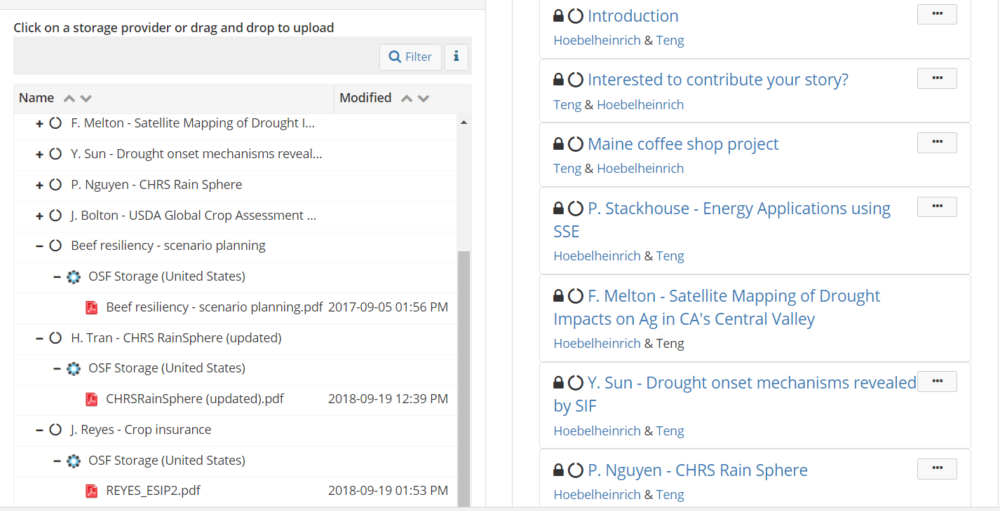 Click on a storage provider or drag and drop to upload
Filter
i
Name
Modified
F. Melton - Satellite Mapping of Drought I...
Y. Sun - Drought onset mechanisms reveal...
P. Nguyen - CHRS Rain Sphere
J. Bolton - USDA Global Crop Assessment ...
Beef resiliency - scenario planning
OSF Storage (United States)
Beef resiliency - scenario planning.pdf 2017-09-05 01:56 PM
H. Tran - CHRS RainSphere (updated)
OSF Storage (United States)
CHRSRainSphere (updated).pdf 2018-09-19 12:39 PM
J. Reyes - Crop insurance
OSF Storage (United States)
REYES_ESIP2.pdf 2018-09-19 01:53 PM
Introduction
Hoebelheinrich & Teng
Interested to contribute your story?
Teng & Hoebelheinrich
Maine coffee shop project
Teng & Hoebelheinrich
P. Stackhouse - Energy Applications using
SSE
Hoebelheinrich & Teng
F. Melton - Satellite Mapping of Drought
Impacts on Ag in CA's Central Valley
Hoebelheinrich & Teng
Y. Sun - Drought onset mechanisms revealed
by SIF
Hoebelheinrich & Teng
P. Nguyen - CHRS Rain Sphere
Hoebelheinrich & Teng